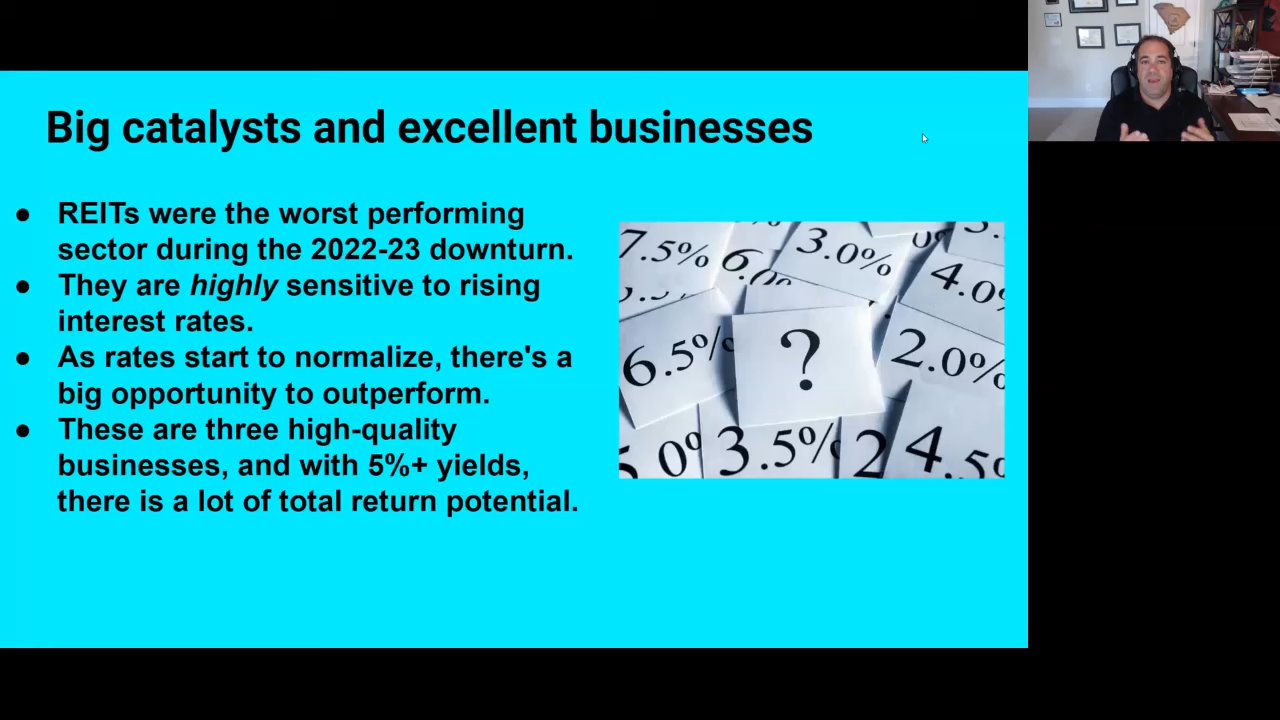 Big catalysts and excellent businesses
● REITs were the worst performing
sector during the 2022-23 downturn.
● They are highly sensitive to rising
interest rates.
● As rates start to normalize, there's a
big opportunity to outperform.
● These are three high-quality
businesses, and with 5%+ yields,
there is a lot of total return potential.
7.5%
3.0%
6.5%
?
2.0%
3.5%